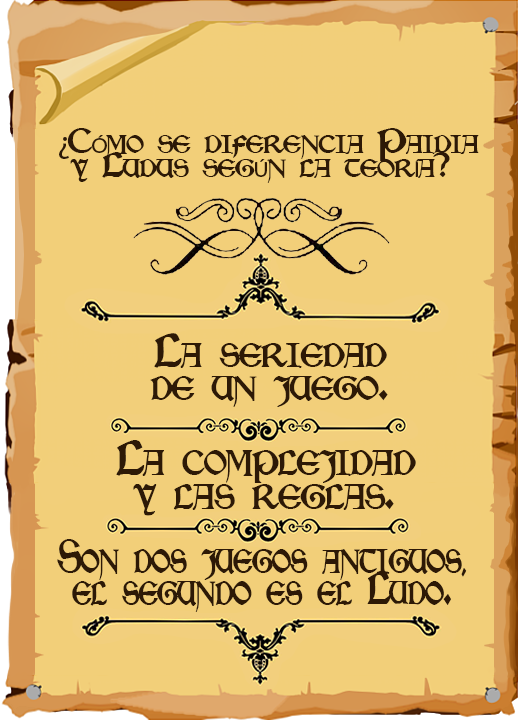 ¿Cómo se diferencia Paidia
y Ludus según la teoría?
La seriedad
de un juego.
La complejidad
y las reglas.
Son dos juegos antiguos,
el segundo es el Ludo.